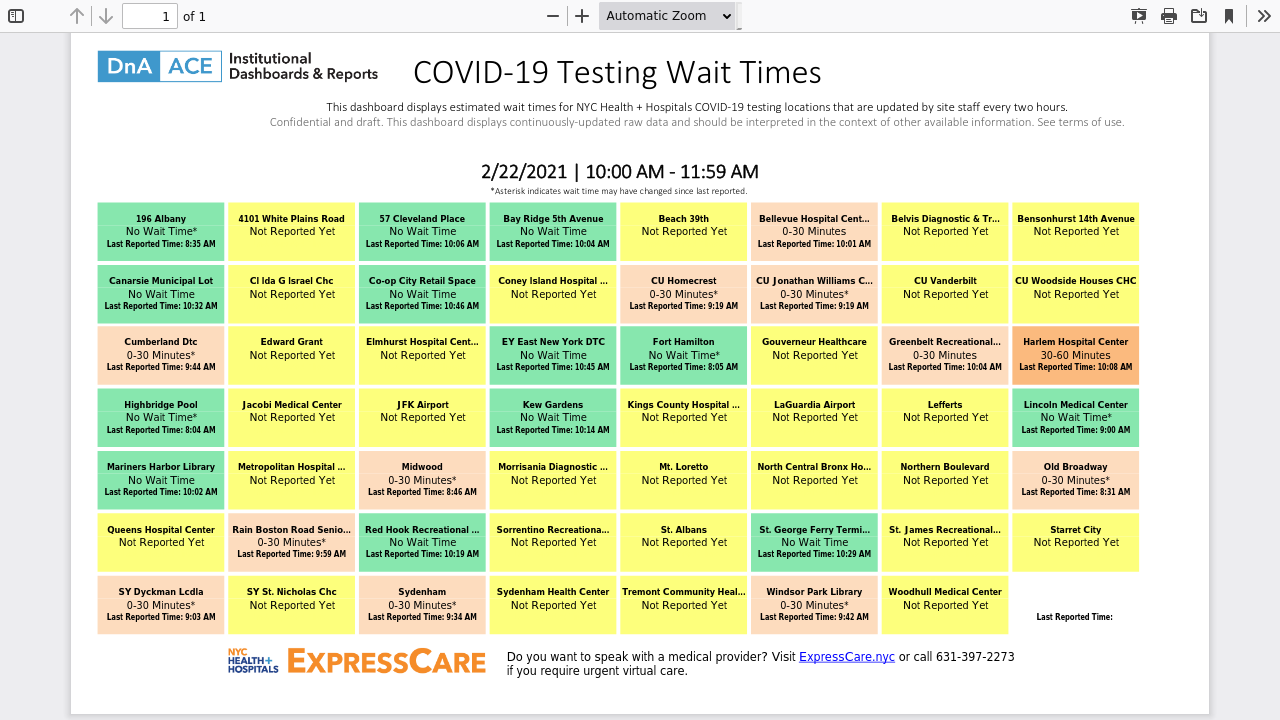 1 of 1 Automatic Zoom
DnA ACE Institutional Dashboards & Reports
COVID-19 Testing Wait Times
This dashboard displays estimated wait times for NYC Health + Hospitals COVID-19 testing locations that are updated by site staff every two hours.
Confidential and draft. This dashboard displays continuously-updated raw data and should be interpreted in the context of other available information. See terms of use.
2/22/2021 | 10:00 AM - 11:59 AM
*Asterisk indicates wait time may have changed since last reported.
196 Albany
No Wait Time*
Last Reported Time: 8:35 AM
4101 White Plains Road
Not Reported Yet
57 Cleveland Place
No Wait Time
Last Reported Time: 10:06 AM
Bay Ridge 5th Avenue
No Wait Time
Last Reported Time: 10:04 AM
Beach 39th
Not Reported Yet
Bellevue Hospital Cent...
0-30 Minutes
Last Reported Time: 10:01 AM
Belvis Diagnostic & Tr...
Not Reported Yet
Bensonhurst 14th Avenue
Not Reported Yet
Canarsie Municipal Lot
No Wait Time
Last Reported Time: 10:32 AM
Cl Ida G Israel Chc
Not Reported Yet
Co-op City Retail Space
No Wait Time
Last Reported Time: 10:46 AM
Coney Island Hospital ...
Not Reported Yet
CU Homecrest
0-30 Minutes*
Last Reported Time: 9:19 AM
CU Jonathan Williams C...
0-30 Minutes*
Last Reported Time: 9:19 AM
CU Vanderbilt
Not Reported Yet
CU Woodside Houses CHC
Not Reported Yet
Cumberland Dtc
0-30 Minutes*
Last Reported Time: 9:44 AM
Edward Grant
Not Reported Yet
Elmhurst Hospital Cent...
Not Reported Yet
EY East New York DTC
No Wait Time
Last Reported Time: 10:45 AM
Fort Hamilton
No Wait Time*
Last Reported Time: 8:05 AM
Gouverneur Healthcare
Not Reported Yet
Greenbelt Recreational...
0-30 Minutes
Last Reported Time: 10:04 AM
Harlem Hospital Center
30-60 Minutes
Last Reported Time: 10:08 AM
Highbridge Pool
No Wait Time*
Last Reported Time: 8:04 AM
Jacobi Medical Center
Not Reported Yet
JFK Airport
Not Reported Yet
Kew Gardens
No Wait Time
Last Reported Time: 10:14 AM
Kings County Hospital ...
Not Reported Yet
LaGuardia Airport
Not Reported Yet
Lefferts
Not Reported Yet
Lincoln Medical Center
No Wait Time*
Last Reported Time: 9:00 AM
Mariners Harbor Library
No Wait Time
Last Reported Time: 10:02 AM
Metropolitan Hospital ...
Not Reported Yet
Midwood
0-30 Minutes*
Last Reported Time: 8:46 AM
Morrisania Diagnostic ...
Not Reported Yet
Mt. Loretto
Not Reported Yet
North Central Bronx Ho...
Not Reported Yet
Northern Boulevard
Not Reported Yet
Old Broadway
0-30 Minutes*
Last Reported Time: 8:31 AM
Queens Hospital Center
Not Reported Yet
Rain Boston Road Senio...
0-30 Minutes*
Last Reported Time: 9:59 AM
Red Hook Recreational ...
No Wait Time
Last Reported Time: 10:19 AM
Sorrentino Recreationa...
Not Reported Yet
St. Albans
Not Reported Yet
St. George Ferry Termi...
No Wait Time
Last Reported Time: 10:29 AM
St. James Recreational...
Not Reported Yet
Starret City
Not Reported Yet
SY Dyckman Lcdla
0-30 Minutes*
Last Reported Time: 9:03 AM
SY St. Nicholas Chc
Not Reported Yet
Sydenham
0-30 Minutes*
Last Reported Time: 9:34 AM
Sydenham Health Center
Not Reported Yet
Tremont Community Heal...
Not Reported Yet
Windsor Park Library
0-30 Minutes*
Last Reported Time: 9:42 AM
Woodhull Medical Center
Not Reported Yet
Last Reported Time:
NYC
HEALTH+
HOSPITALS
EXPRESSCARE
Do you want to speak with a medical provider? Visit ExpressCare.nyc or call 631-397-2273
if you require urgent virtual care.